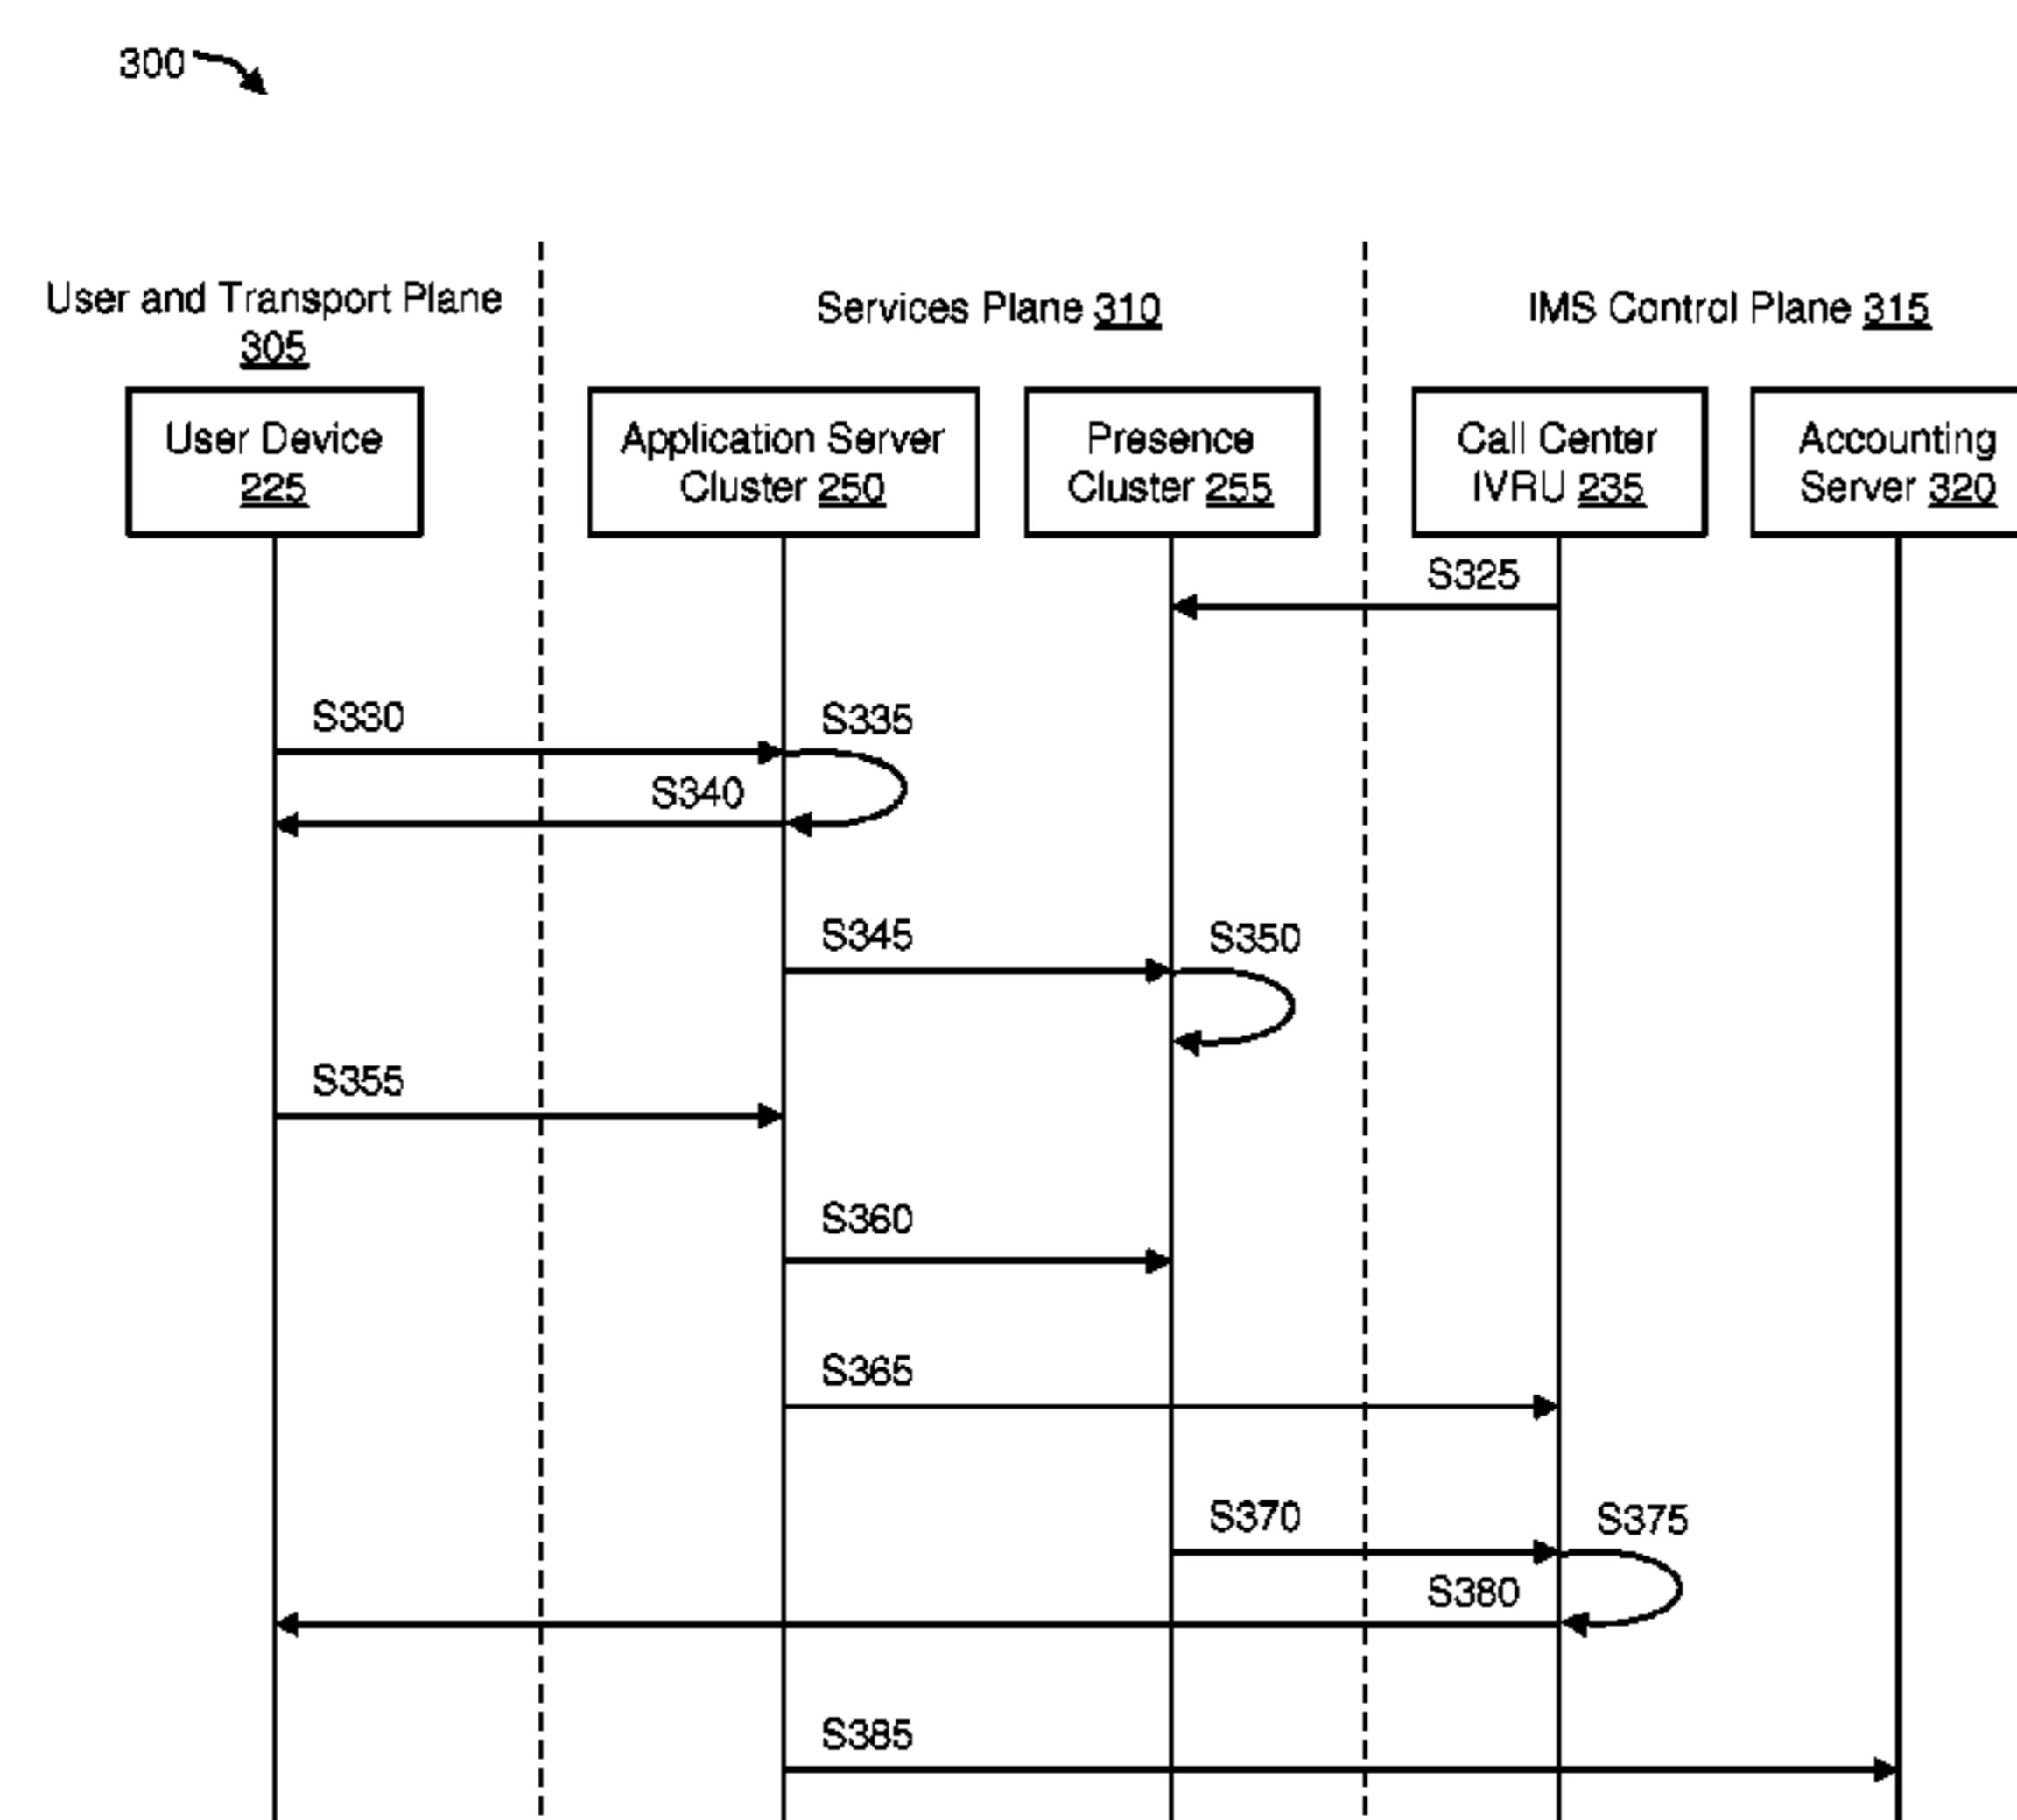 300
User and Transport Plane
305
Services Plane 310
IMS Control Plane 315
User Device
225
Application Server
Cluster 250
Presence
Cluster 255
Call Center
IVRU 235
Accounting
Server 320
S325
S330
S335
S340
S345
S350
S355
S360
S365
S370
S375
S380
S385